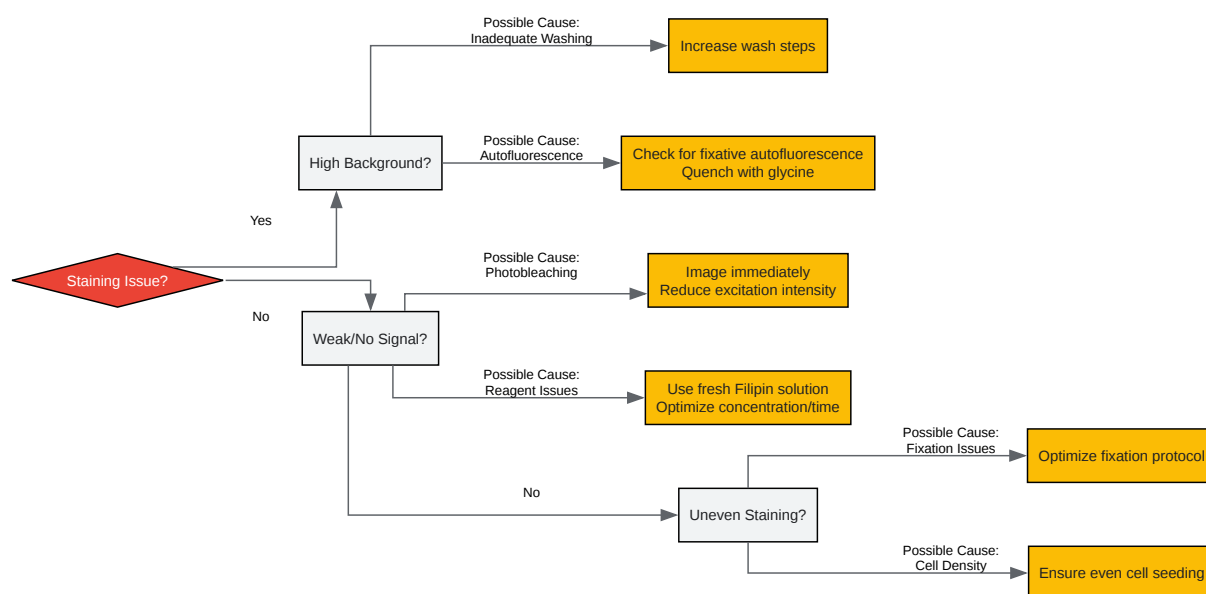 Possible Cause:
Inadequate Washing
Increase wash steps
High Background?
Possible Cause:
Autofluorescence
Check for fixative autofluorescence
Quench with glycine
Yes
Staining Issue?
No
Possible Cause:
Photobleaching
Image immediately
Reduce excitation intensity
Weak/No Signal?
Possible Cause:
Reagent Issues
Use fresh Filipin solution
Optimize concentration/time
No
Uneven Staining?
Possible Cause:
Fixation Issues
Optimize fixation protocol
Possible Cause:
Cell Density
Ensure even cell seeding